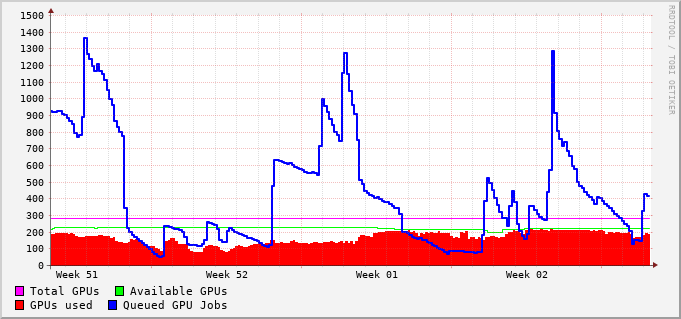 1500
1400
1300
1200
1100
1000
900
800
700
600
500
400
300
200
100
0
Week 51
Week 52
Week 01
Week 02
Total GPUs
Available GPUs
GPUs used
Queued GPU Jobs
RRDTOOL / TOBI OETIKER